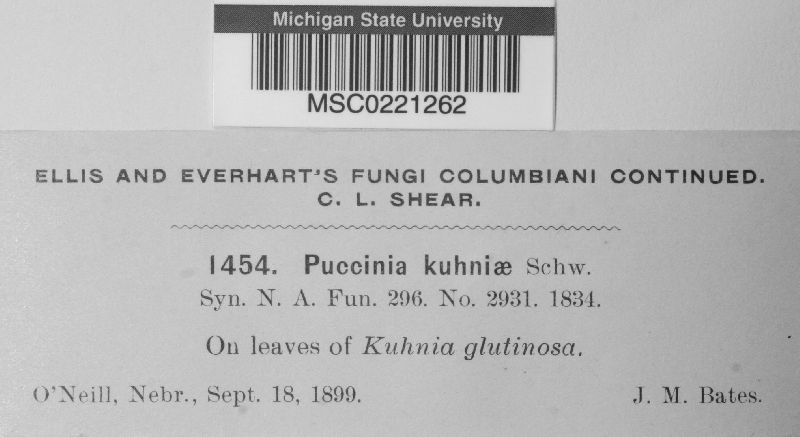 Michigan State University
MSC0221262
ELLIS AND EVERHART'S FUNGI COLUMBIANI CONTINUED.
C. L. SHEAR.
1454. Puccinia kuhniæ Schw.
Syn. N. A. Fun. 296. No. 2931. 1834.
On leaves of Kuhnia glutinosa.
O'Neill, Nebr., Sept. 18, 1899. J. M. Bates.